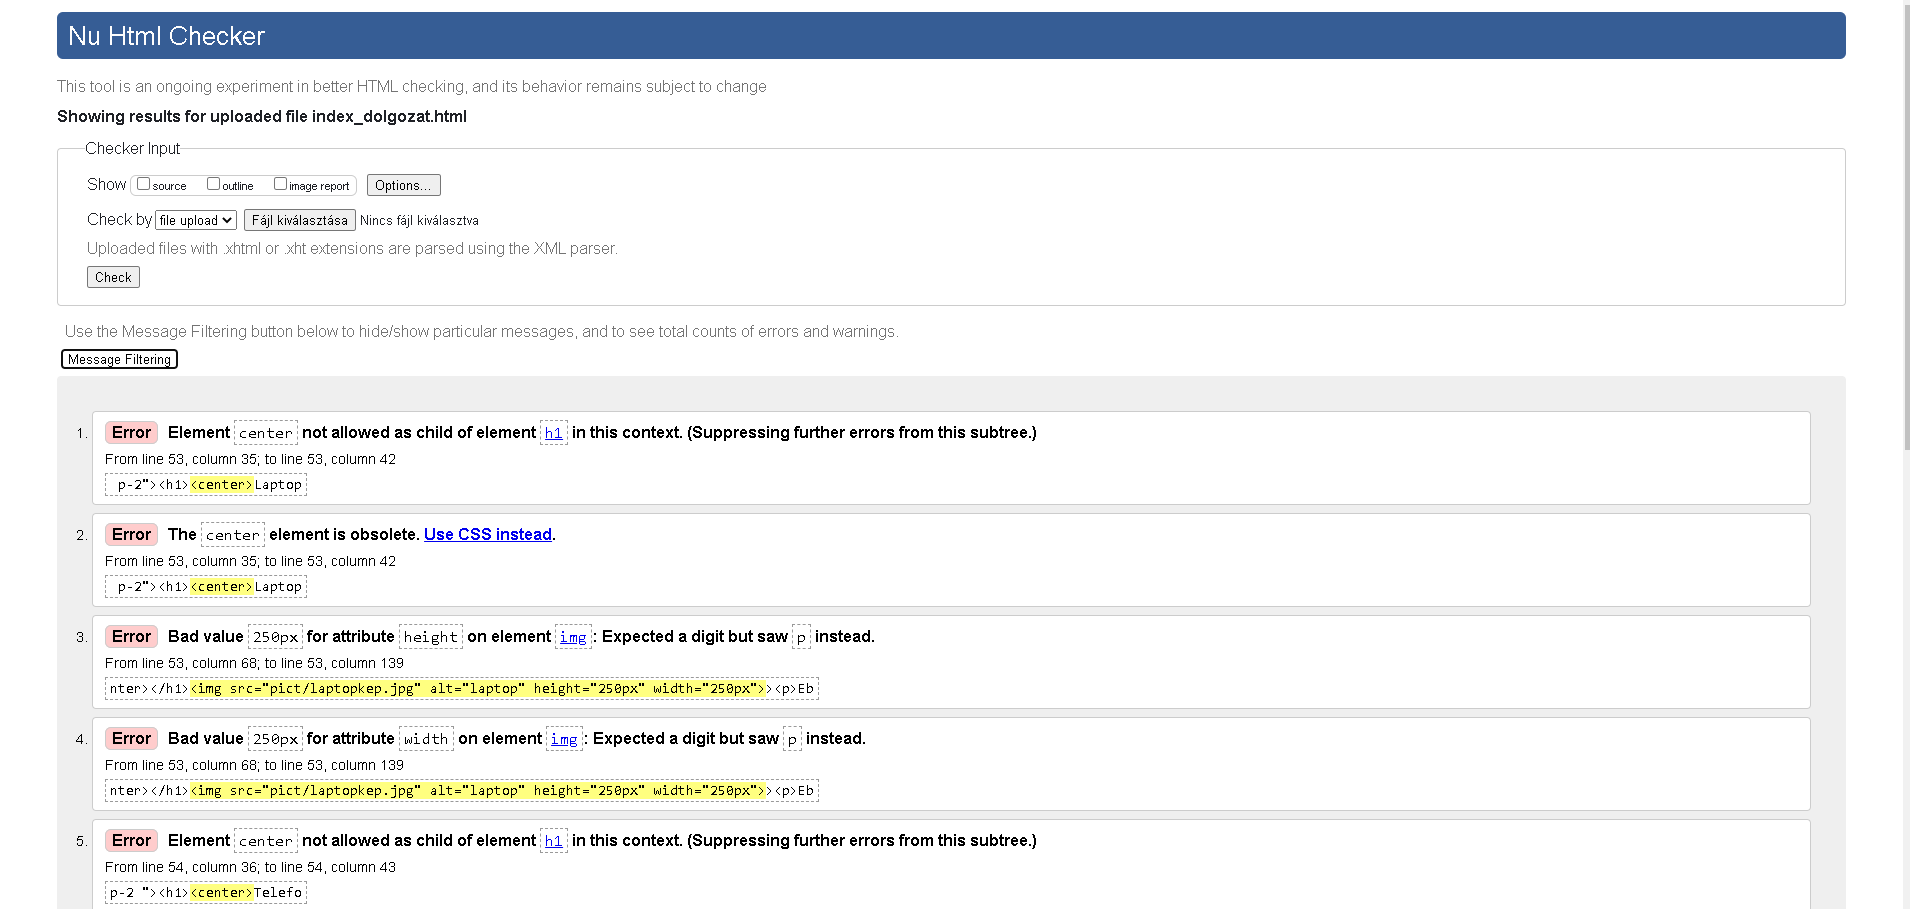 Nu Html Checker
This tool is an ongoing experiment in better HTML checking, and its behavior remains subject to change
Showing results for uploaded file index_dolgozat.html
Checker Input
Show source outline image report Options...
Check by file upload Fájl kiválasztása Nincs fájl kiválasztva
Uploaded files with .xhtml or .xht extensions are parsed using the XML parser.
Check
Use the Message Filtering button below to hide/show particular messages, and to see total counts of errors and warnings.
Message Filtering
1. Error Element center not allowed as child of element h1 in this context. (Suppressing further errors from this subtree.)
From line 53, column 35; to line 53, column 42
p-2"><h1><center>Laptop
2. Error The center element is obsolete. Use CSS instead.
From line 53, column 35; to line 53, column 42
p-2"><h1><center>Laptop
3. Error Bad value 250px for attribute height on element img: Expected a digit but saw p instead.
From line 53, column 68; to line 53, column 139
nter></h1><img src="pict/laptopkep.jpg" alt="laptop" height="250px" width="250px">><p>Eb
4. Error Bad value 250px for attribute width on element img: Expected a digit but saw p instead.
From line 53, column 68; to line 53, column 139
nter></h1><img src="pict/laptopkep.jpg" alt="laptop" height="250px" width="250px">><p>Eb
5. Error Element center not allowed as child of element h1 in this context. (Suppressing further errors from this subtree.)
From line 54, column 36; to line 54, column 43
p-2 "><h1><center>Telefo